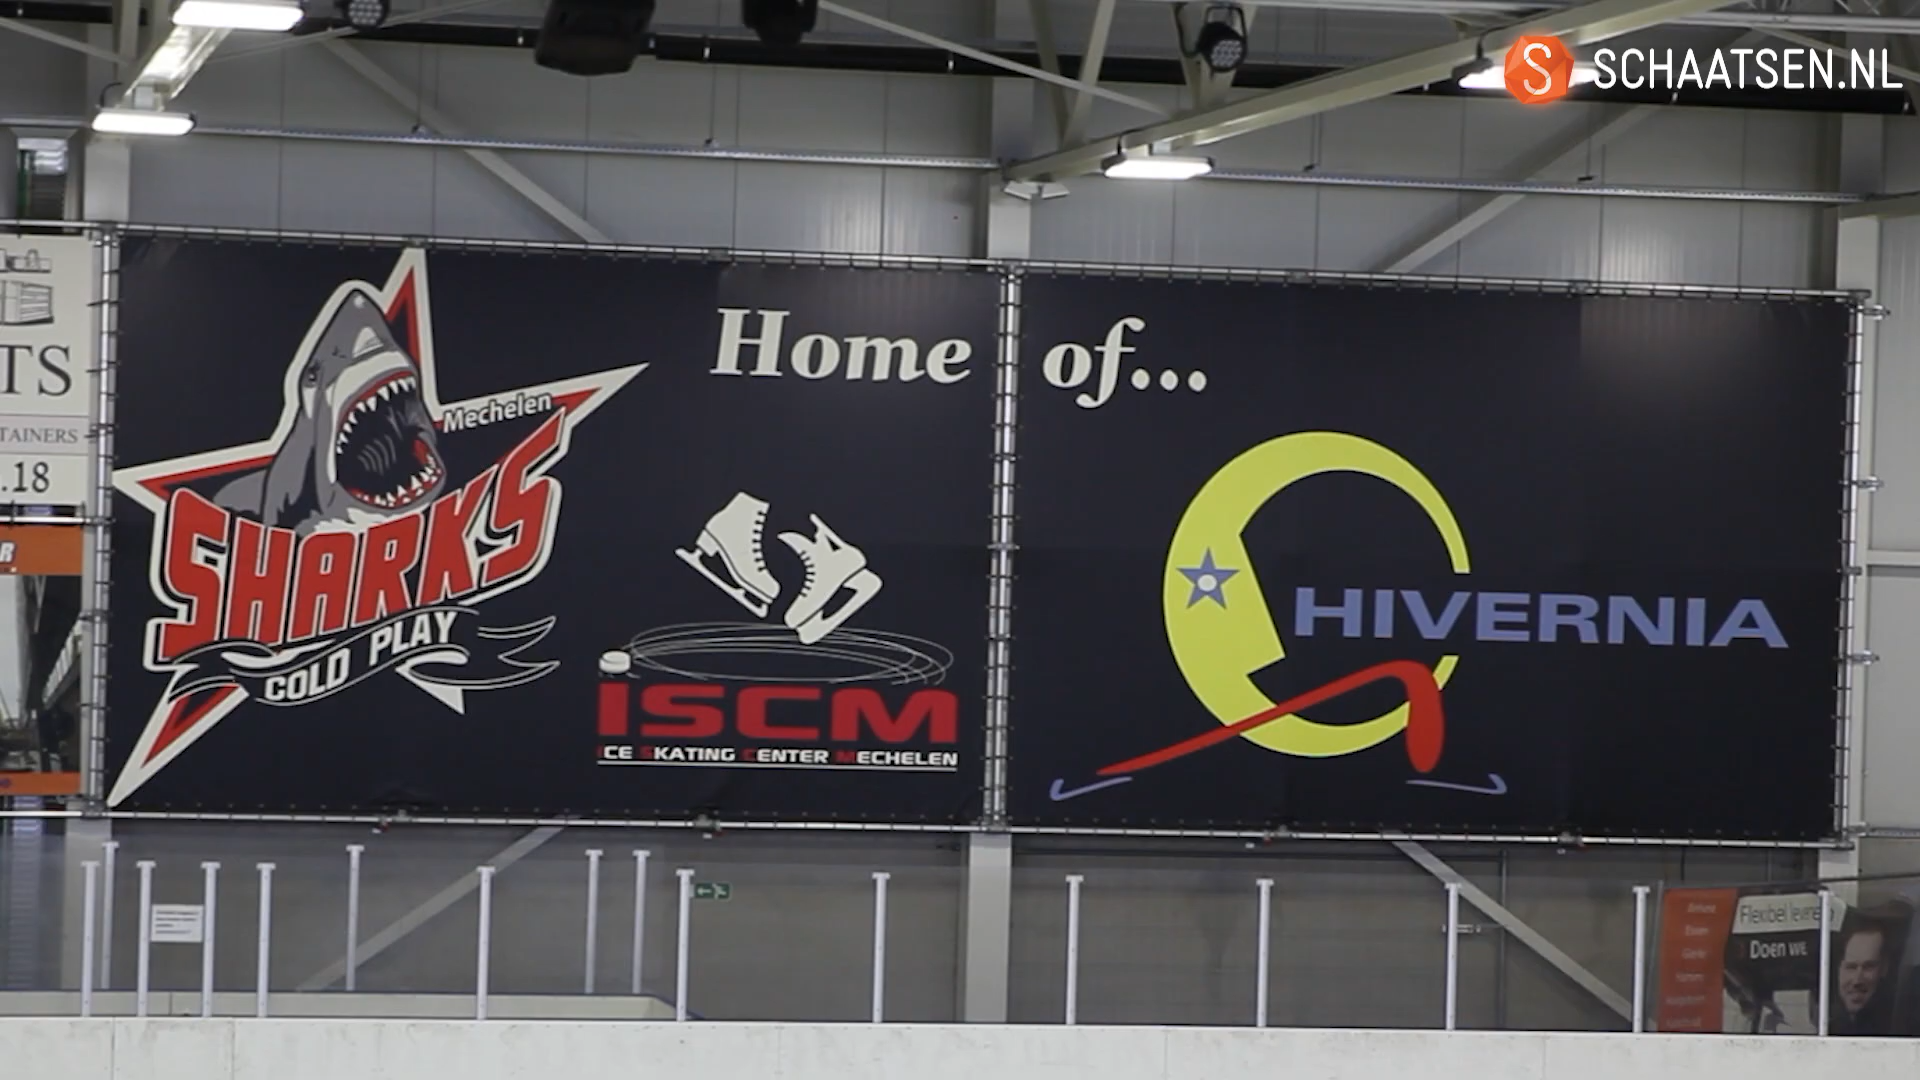 SCHAATSEN.NL
Home of...
Mechelen
SHARKS
COLD PLAY
ISCM
ICE SKATING CENTER MECHELEN
HIVERNIA
TS
TAINERS
.18
R
Flexibel leveren
Doen we